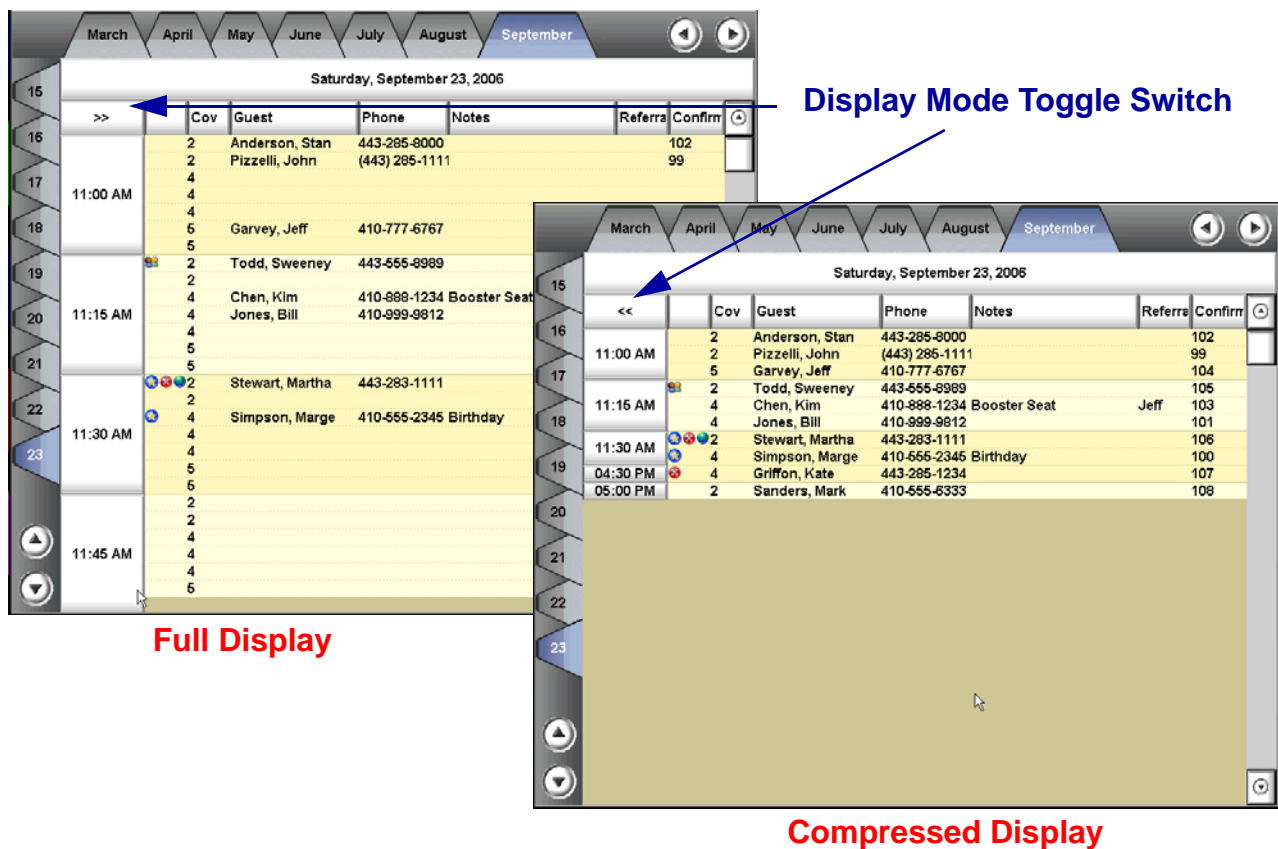 March April May June July August September
Saturday, September 23, 2006
>> Cov Guest Phone Notes Referra Confirm
15
16
17
18
19
20
21
22
23
11:00 AM
2 Anderson, Stan 443-285-8000 102
2 Pizzelli, John (443) 285-1111 99
4
4
4
5 Garvey, Jeff 410-777-6767
5
11:15 AM
2 Todd, Sweeney 443-555-8989
2
4 Chen, Kim 410-888-1234 Booster Seat
4 Jones, Bill 410-999-9812
4
5
5
11:30 AM
2 Stewart, Martha 443-283-1111
2
4 Simpson, Marge 410-555-2345 Birthday
4
4
5
5
11:45 AM
2
2
4
4
4
5
Full Display
Display Mode Toggle Switch
March April May June July August September
Saturday, September 23, 2006
<< Cov Guest Phone Notes Referra Confirm
15
16
17
18
19
20
21
22
23
11:00 AM
2 Anderson, Stan 443-285-8000 102
2 Pizzelli, John (443) 285-1111 99
5 Garvey, Jeff 410-777-6767 104
11:15 AM
2 Todd, Sweeney 443-555-8989 105
4 Chen, Kim 410-888-1234 Booster Seat Jeff 103
4 Jones, Bill 410-999-9812 101
11:30 AM
2 Stewart, Martha 443-283-1111 106
4 Simpson, Marge 410-555-2345 Birthday 100
04:30 PM 4 Griffon, Kate 443-285-1234 107
05:00 PM 2 Sanders, Mark 410-555-6333 108
Compressed Display